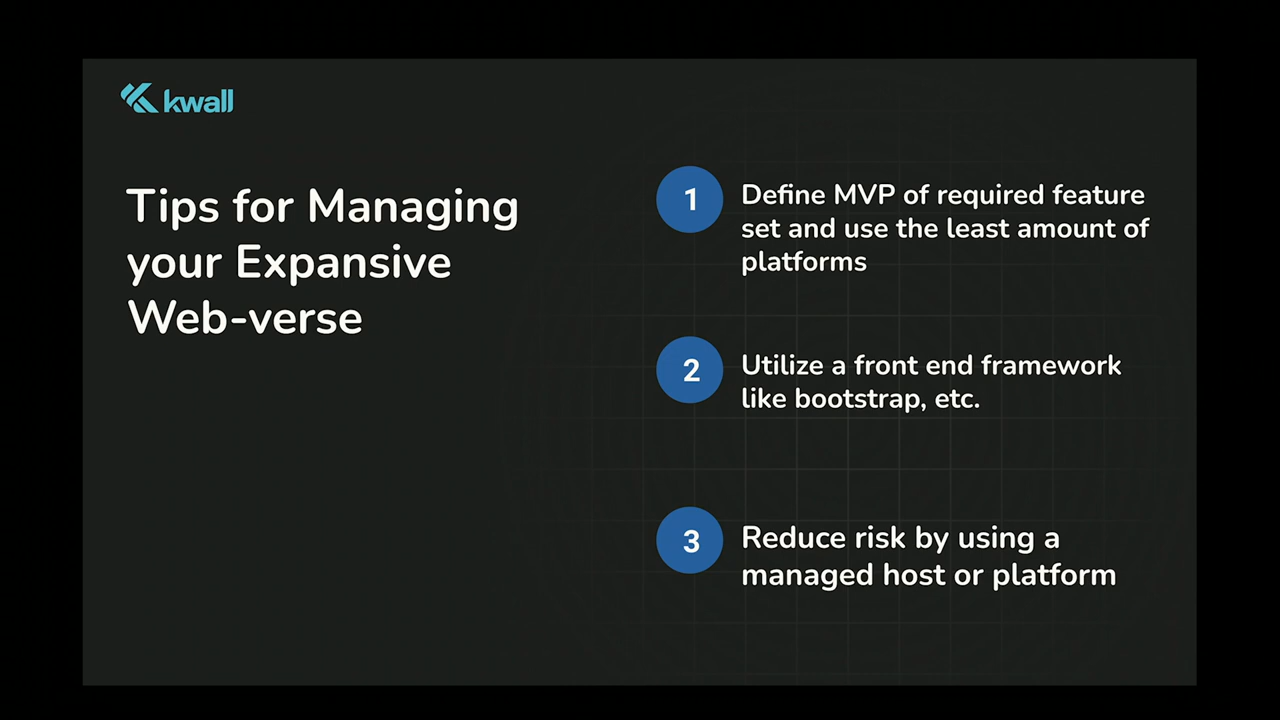 kwall
Tips for Managing
your Expansive
Web-verse
1
Define MVP of required feature
set and use the least amount of
platforms
2
Utilize a front end framework
like bootstrap, etc.
3
Reduce risk by using a
managed host or platform